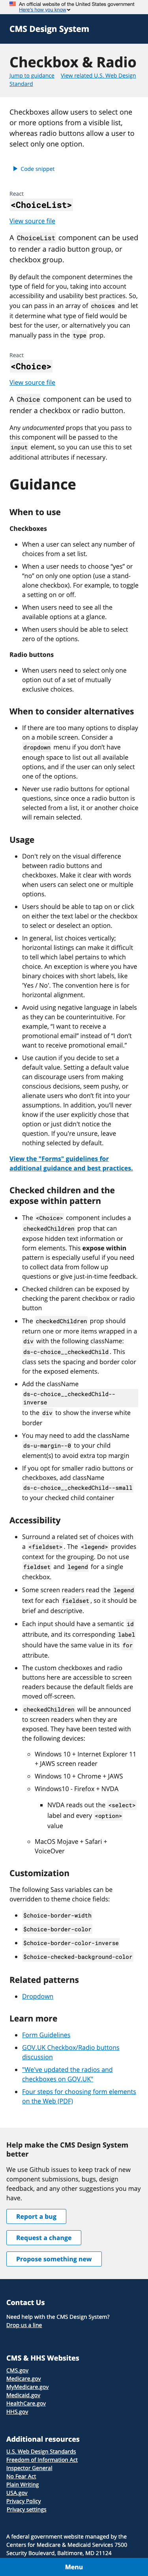 An official website of the United States government
Here's how you know
CMS Design System
Checkbox & Radio
Jump to guidance View related U.S. Web Design
Standard
Checkboxes allow users to select one
or more options from a visible list,
whereas radio buttons allow a user to
select only one option.
Code snippet
React
<ChoiceList>
View source file
A ChoiceList component can be used
to render a radio button group, or
checkbox group.
By default the component determines the
type of field for you, taking into account
accessibility and usability best practices. So,
you can pass in an array of choices and let
it determine what type of field would be
best for the user, or alternatively you can
manually pass in the type prop.
React
<Choice>
View source file
A Choice component can be used to
render a checkbox or radio button.
Any undocumented props that you pass to
this component will be passed to the
input element, so you can use this to set
additional attributes if necessary.
Guidance
When to use
Checkboxes
When a user can select any number of
choices from a set list.
When a user needs to choose “yes” or
“no” on only one option (use a stand-
alone checkbox). For example, to toggle
a setting on or off.
When users need to see all the
available options at a glance.
When users should be able to select
zero of the options.
Radio buttons
When users need to select only one
option out of a set of mutually
exclusive choices.
When to consider alternatives
If there are too many options to display
on a mobile screen. Consider a
dropdown menu if you don’t have
enough space to list out all available
options, and if the user can only select
one of the options.
Never use radio buttons for optional
questions, since once a radio button is
selected from a list, it or another choice
will remain selected.
Usage
Don't rely on the visual difference
between radio buttons and
checkboxes. Make it clear with words
when users can select one or multiple
options.
Users should be able to tap on or click
on either the text label or the checkbox
to select or deselect an option.
In general, list choices vertically;
horizontal listings can make it difficult
to tell which label pertains to which
choice. An exception is where you have
binary choices with short labels, like
'Yes / No'. The convention here is for
horizontal alignment.
Avoid using negative language in labels
as they can be counterintuitive. For
example, “I want to receive a
promotional email” instead of “I don’t
want to receive promotional email.”
Use caution if you decide to set a
default value. Setting a default value
can discourage users from making
conscious decisions, seem pushy, or
alienate users who don’t fit into your
assumptions. In addition, you’ll never
know if the user explicitly chose that
option or just didn’t notice the
question. If you’re unsure, leave
nothing selected by default.
View the "Forms" guidelines for
additional guidance and best practices.
Checked children and the
expose within pattern
The <Choice> component includes a
checkedChildren prop that can
expose hidden text information or
form elements. This expose within
pattern is especially useful if you need
to collect data from follow up
questions or give just-in-time feedback.
Checked children can be exposed by
checking the parent checkbox or radio
button
The checkedChildren prop should
return one or more items wrapped in a
div with the following className:
ds-c-choice__checkedChild. This
class sets the spacing and border color
for the exposed element.
Add the className
ds-c-choice__checkedChild--
inverse
to the div to show the inverse white
border
You may need to add the className
ds-u-margin--0 to your child
element(s) to avoid extra top margin
If you opt for smaller radio buttons or
checkboxes, add className
ds-c-choice__checkedChild--small
to your checked child container
Accessibility
Surround a related set of choices with
a <fieldset>. The <legend> provides
context for the grouping. Do not use
fieldset and legend for a single
checkbox.
Some screen readers read the legend
text for each fieldset, so it should be
brief and descriptive.
Each input should have a semantic id
attribute, and its corresponding label
should have the same value in its for
attribute.
The custom checkboxes and radio
buttons here are accessible to screen
readers because the default fields are
moved off-screen.
checkedChildren will be announced
to screen readers when they are
exposed. They have been tested with
the following devices:
Windows 10 + Internet Explorer 11
+ JAWS screen reader
Windows 10 + Chrome + JAWS
Windows10 - Firefox + NVDA
NVDA reads out the <select>
label and every <option>
value
MacOS Mojave + Safari +
VoiceOver
Customization
The following Sass variables can be
overridden to theme choice fields:
$choice-border-width
$choice-border-color
$choice-border-color-inverse
$choice-checked-background-color
Related patterns
Dropdown
Learn more
Form Guidelines
GOV.UK Checkbox/Radio buttons
discussion
"We've updated the radios and
checkboxes on GOV.UK"
Four steps for choosing form elements
on the Web (PDF)
Help make the CMS Design System
better
We use Github issues to keep track of new
component submissions, bugs, design
feedback, and any other suggestions you may
have.
Report a bug
Request a change
Propose something new
Contact Us
Need help with the CMS Design System?
Drop us a line
CMS & HHS Websites
CMS.gov
Medicare.gov
MyMedicare.gov
Medicaid.gov
HealthCare.gov
HHS.gov
Additional resources
U.S. Web Design Standards
Freedom of Information Act
Inspector General
No Fear Act
Plain Writing
USA.gov
Privacy Policy
Privacy settings
A federal government website managed by the
Centers for Medicare & Medicaid Services 7500
Security Boulevard, Baltimore, MD 21124
Menu